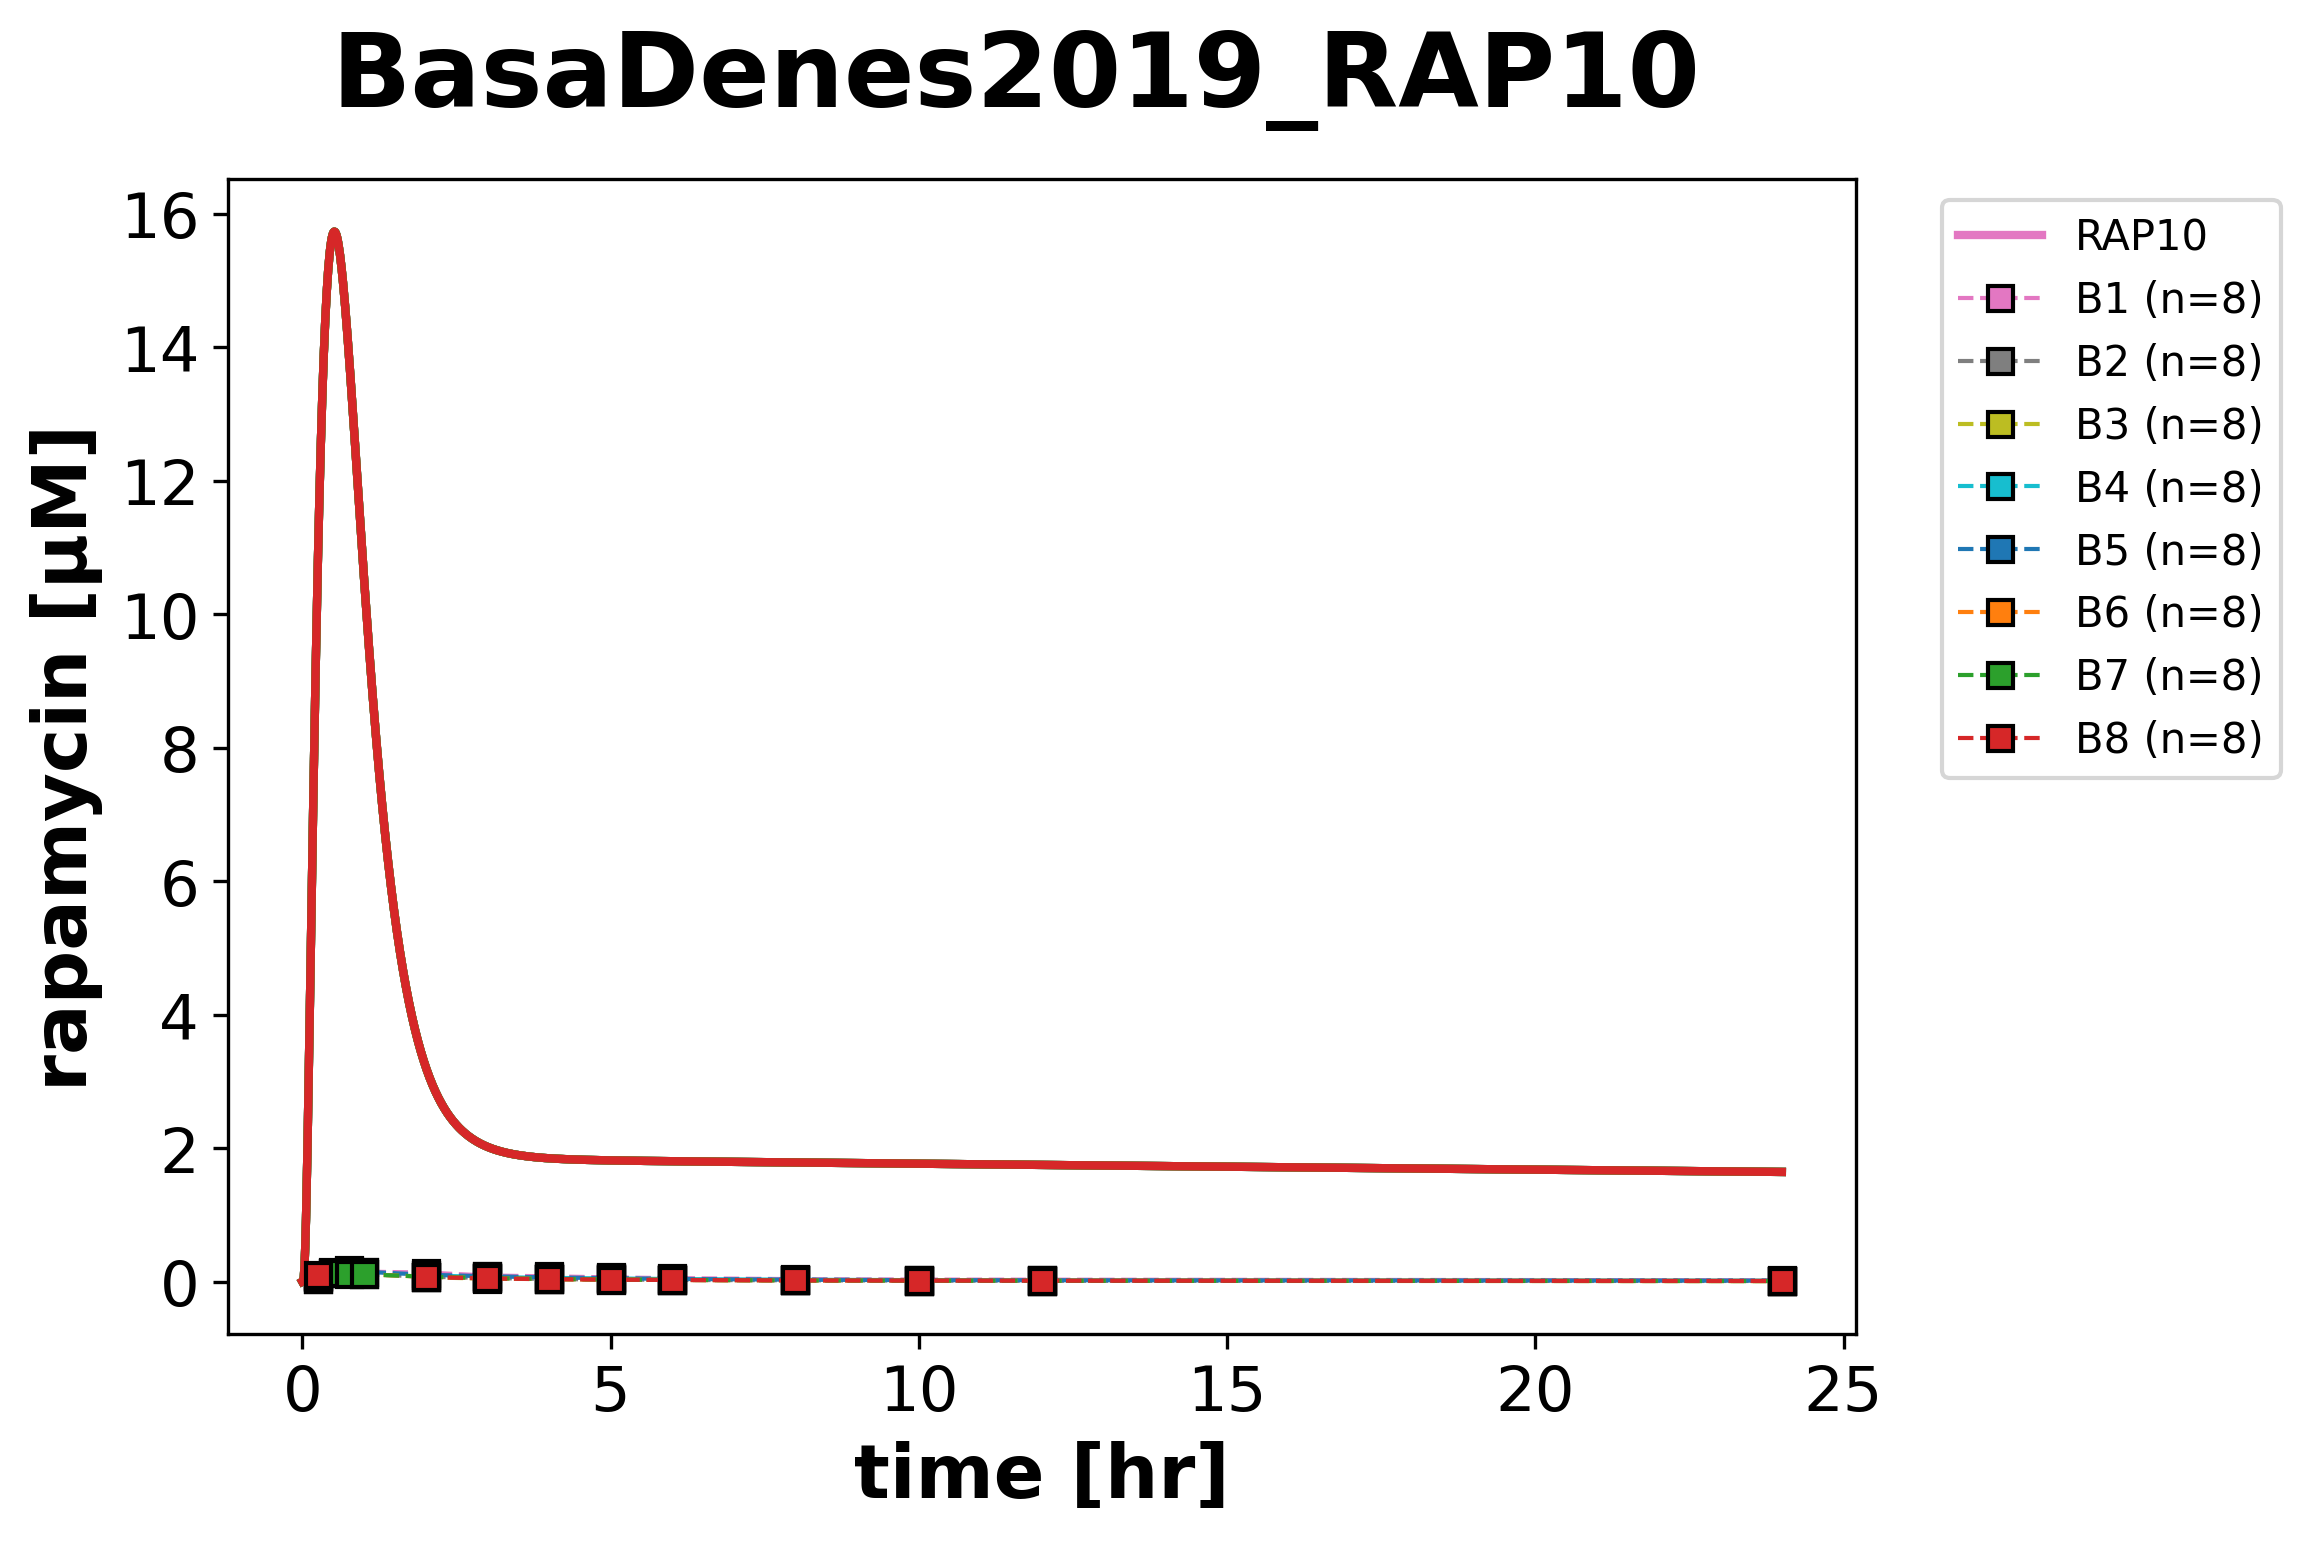 BasaDenes2019_RAP10
rapamycin [µM]
16
14
12
10
8
6
4
2
0
0 5 10 15 20 25
time [hr]
RAP10
B1 (n=8)
B2 (n=8)
B3 (n=8)
B4 (n=8)
B5 (n=8)
B6 (n=8)
B7 (n=8)
B8 (n=8)